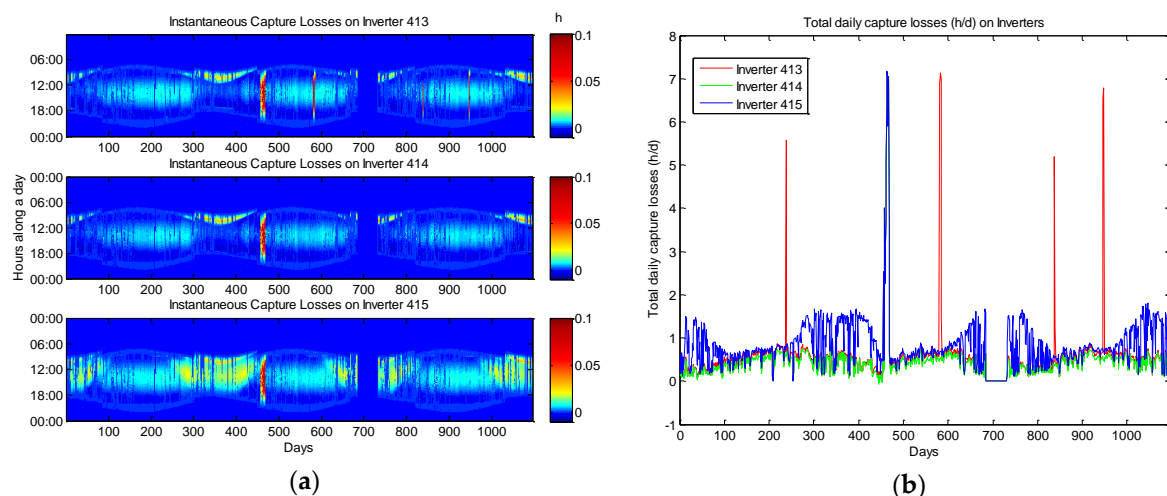 Instantaneous Capture Losses on Inverter 413
h
0.1
0.05
0
06:00
12:00
18:00
00:00
100 200 300 400 500 600 700 800 900 1000
Instantaneous Capture Losses on Inverter 414
0.1
0.05
0
00:00
06:00
12:00
18:00
00:00
100 200 300 400 500 600 700 800 900 1000
Hours along a day
Instantaneous Capture Losses on Inverter 415
0.1
0.05
0
00:00
06:00
12:00
18:00
00:00
100 200 300 400 500 600 700 800 900 1000
Days
(a)
Total daily capture losses (h/d) on Inverters
Inverter 413
Inverter 414
Inverter 415
Total daily capture losses (h/d)
8
7
6
5
4
3
2
1
0
-1
0 100 200 300 400 500 600 700 800 900 1000
Days
(b)